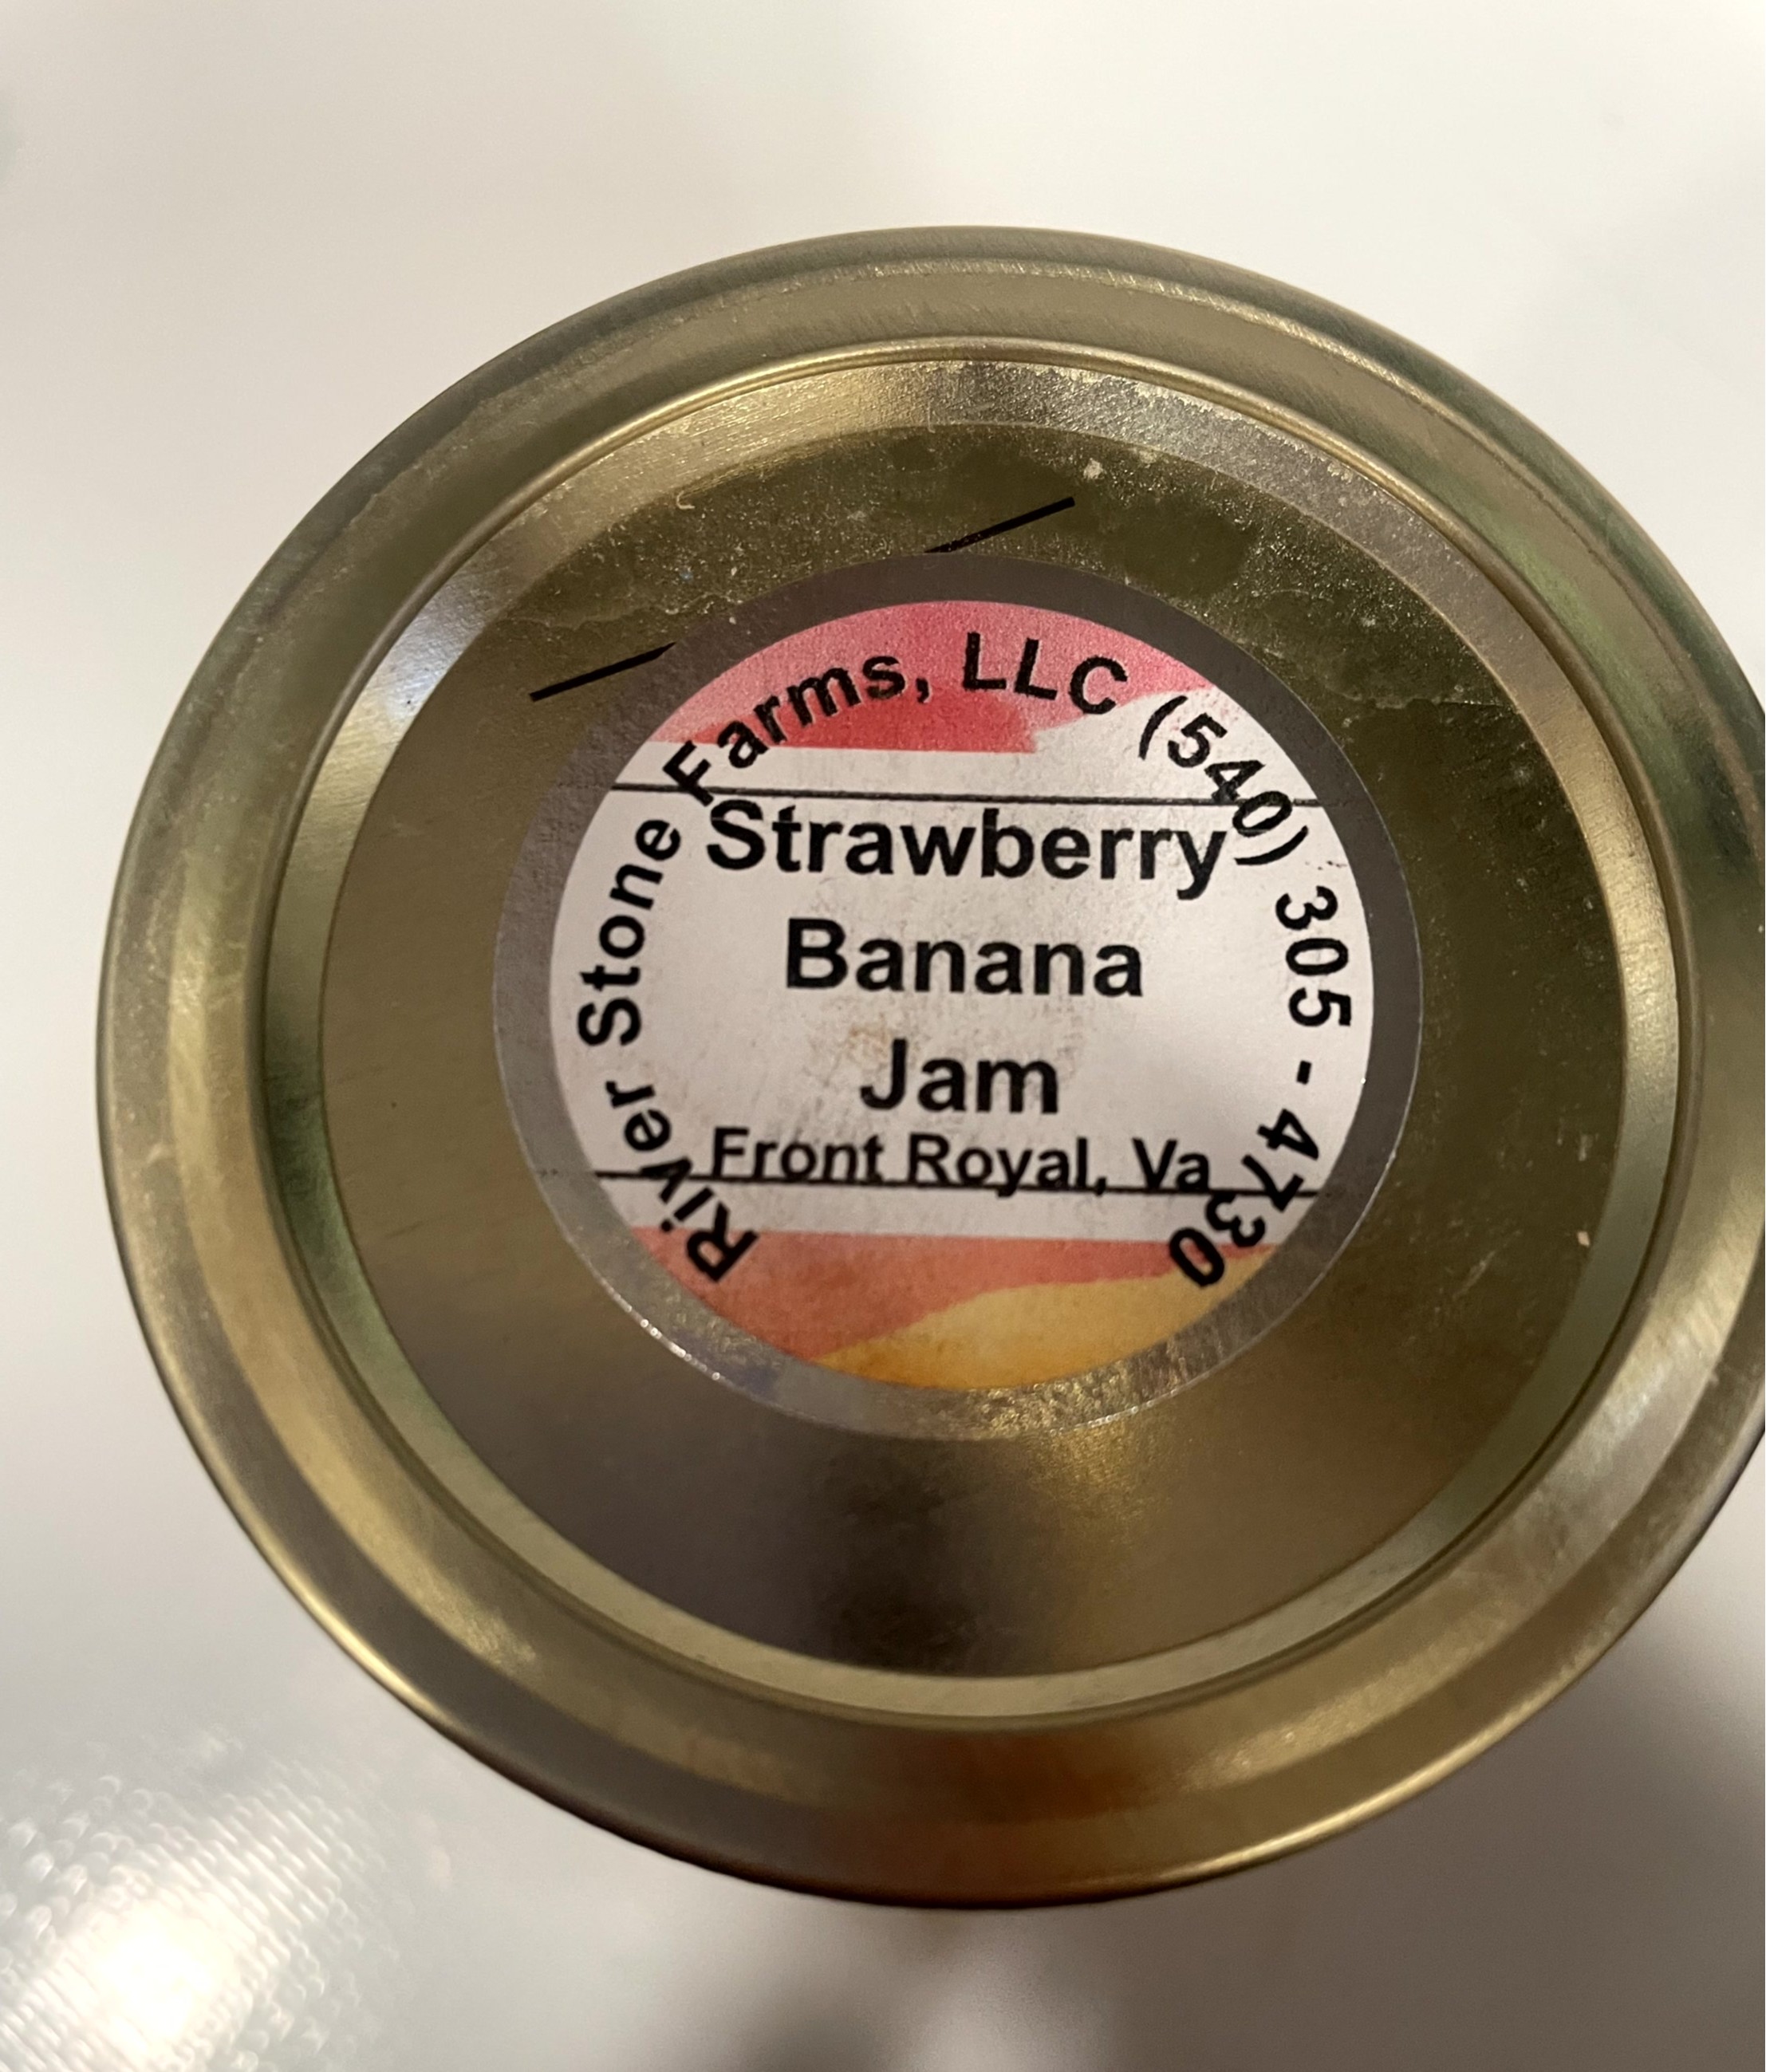 River Stone Farms, LLC (540) 305 - 4730
Strawberry
Banana
Jam
Front Royal, Va